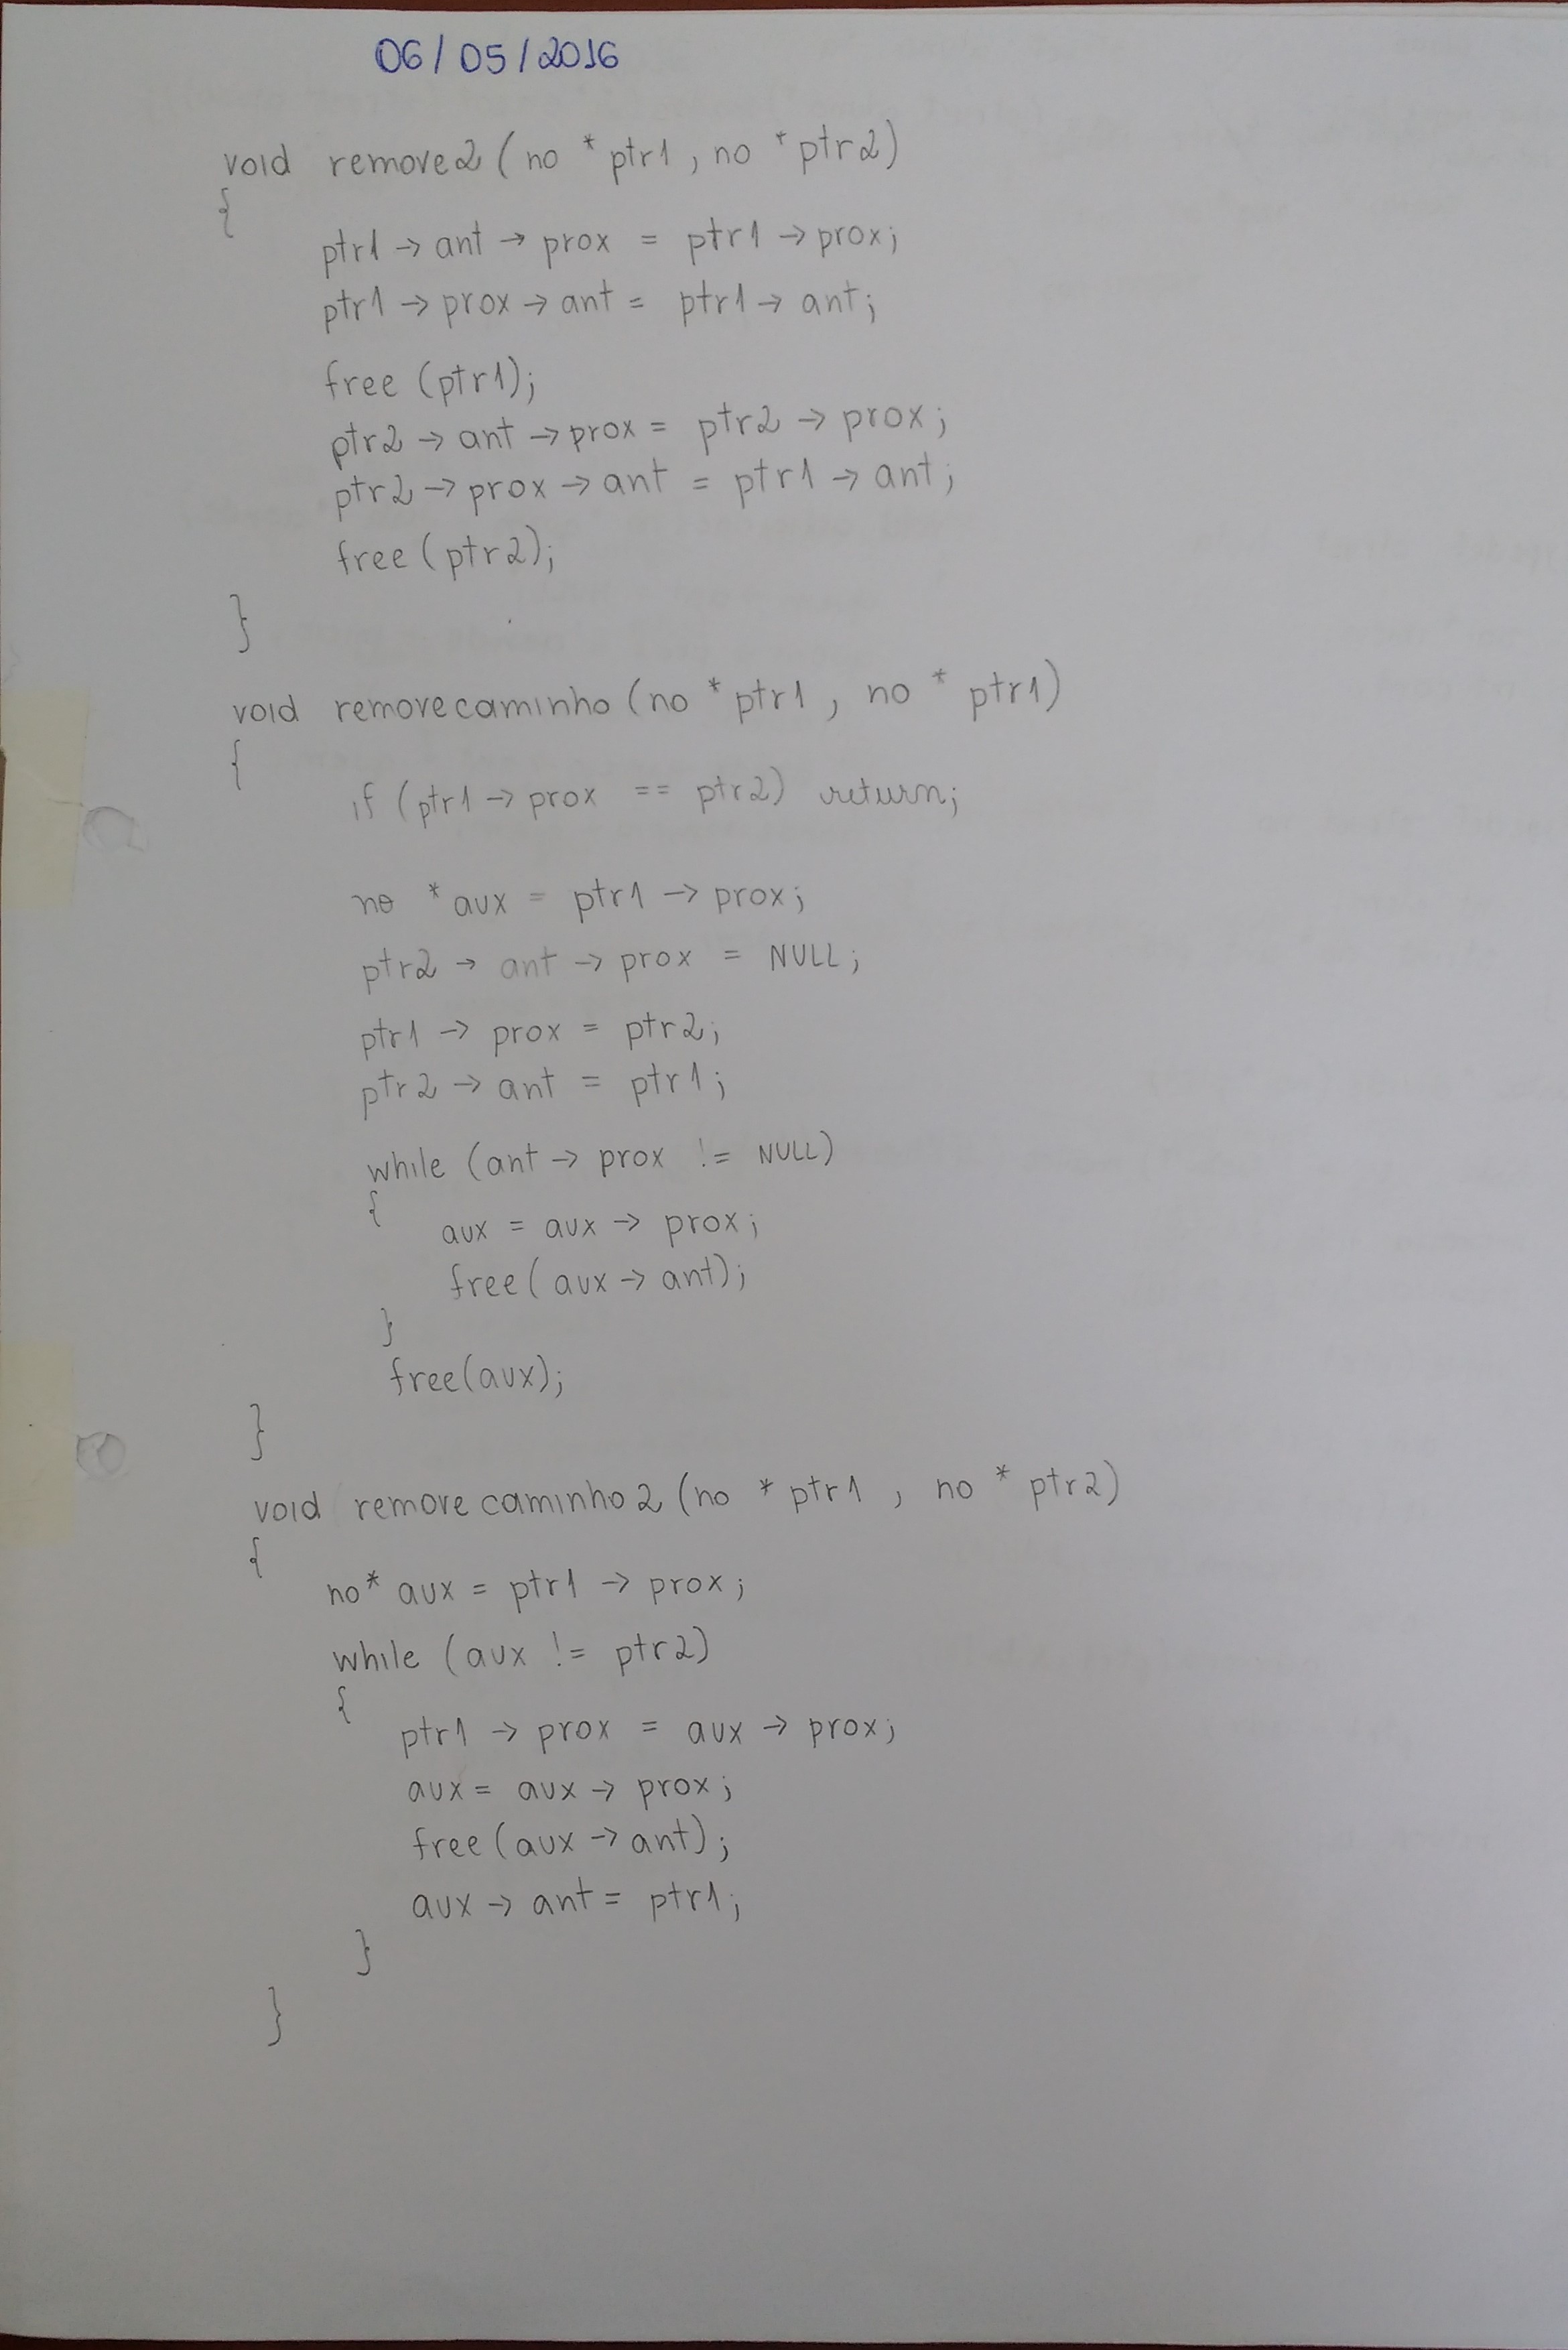 06/05/2016
void remove2 (no *ptr1, no *ptr2)
{
ptr1 → ant → prox = ptr1 → prox;
ptr1 → prox → ant = ptr1 → ant;
free (ptr1);
ptr2 → ant → prox = ptr2 → prox;
ptr2 → prox → ant = ptr1 → ant;
free (ptr2);
}
void removecaminho (no *ptr1, no *ptr1)
{
if (ptr1 → prox == ptr2) return;
no *aux = ptr1 → prox;
ptr2 → ant → prox = NULL;
ptr1 → prox = ptr2;
ptr2 → ant = ptr1;
while (ant → prox != NULL)
{
aux = aux → prox;
free (aux → ant);
}
free(aux);
}
void removecaminho2 (no *ptr1, no *ptr2)
{
no* aux = ptr1 → prox;
while (aux != ptr2)
{
ptr1 → prox = aux → prox;
aux = aux → prox;
free (aux → ant);
aux → ant = ptr1;
}
}